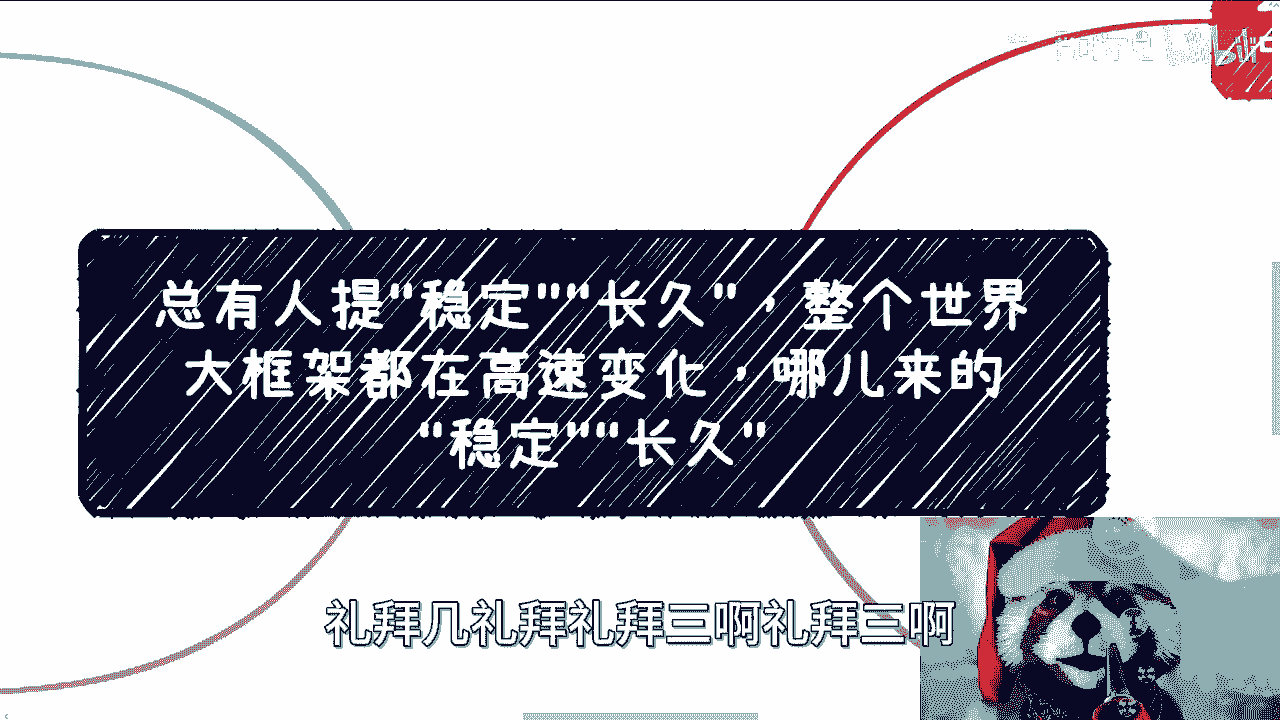 总有人提"稳定""长久"，整个世界
大框架都在高速变化，哪儿来的
"稳定""长久"
礼拜几礼拜礼拜三啊礼拜三啊